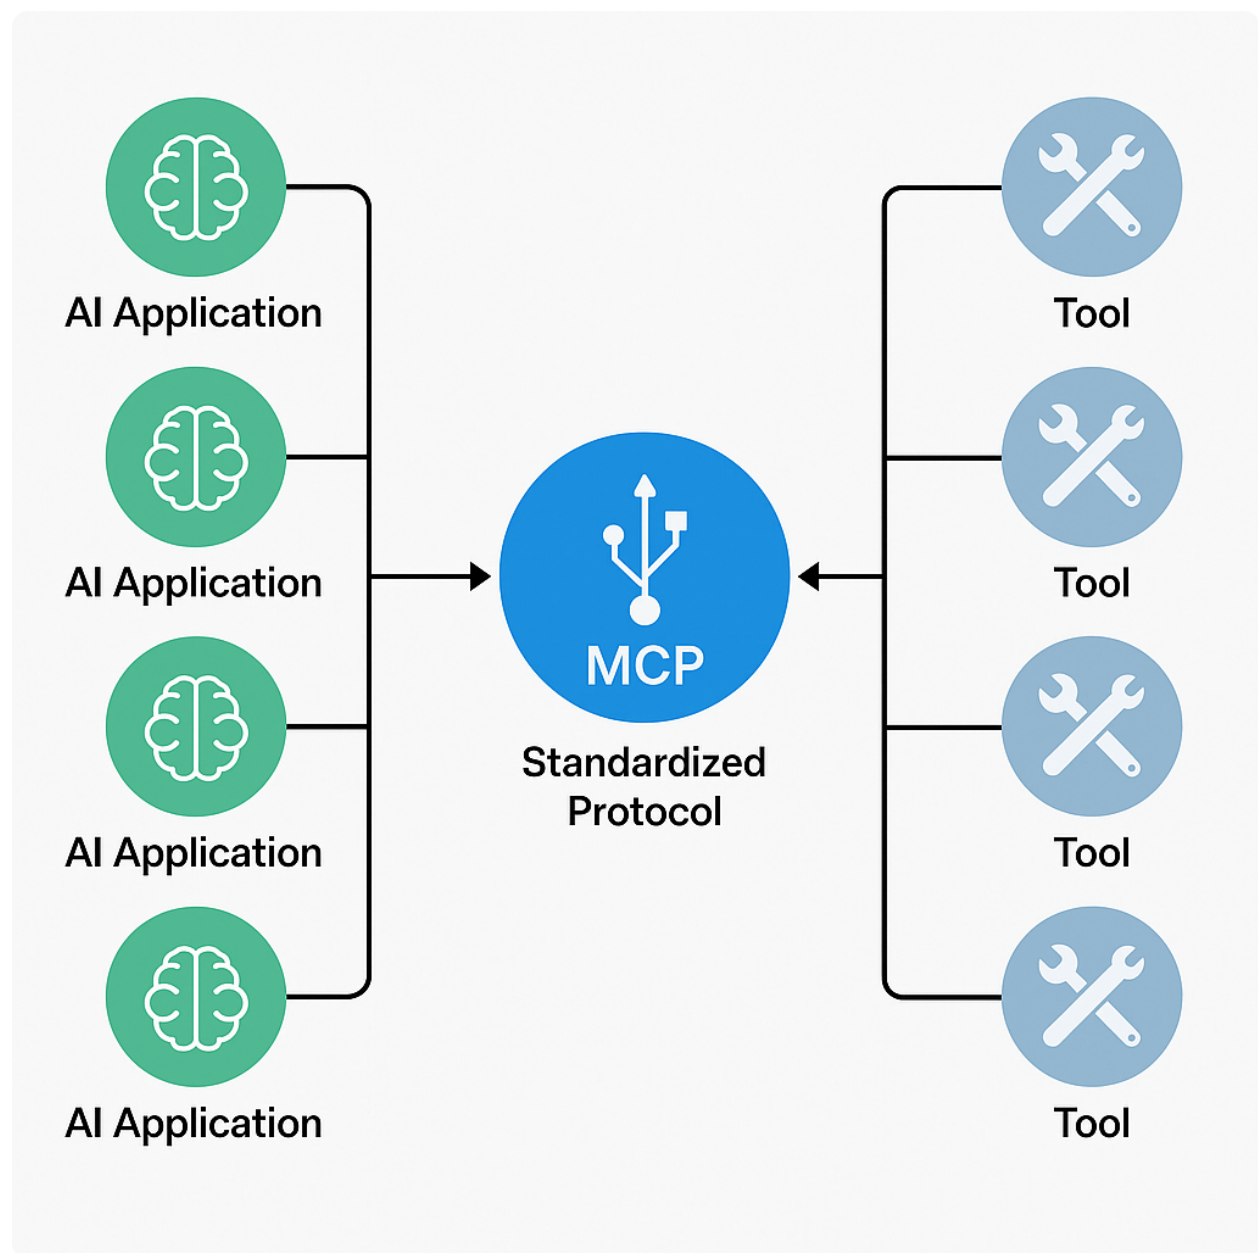 AI Application
AI Application
AI Application
AI Application
MCP
Standardized
Protocol
Tool
Tool
Tool
Tool